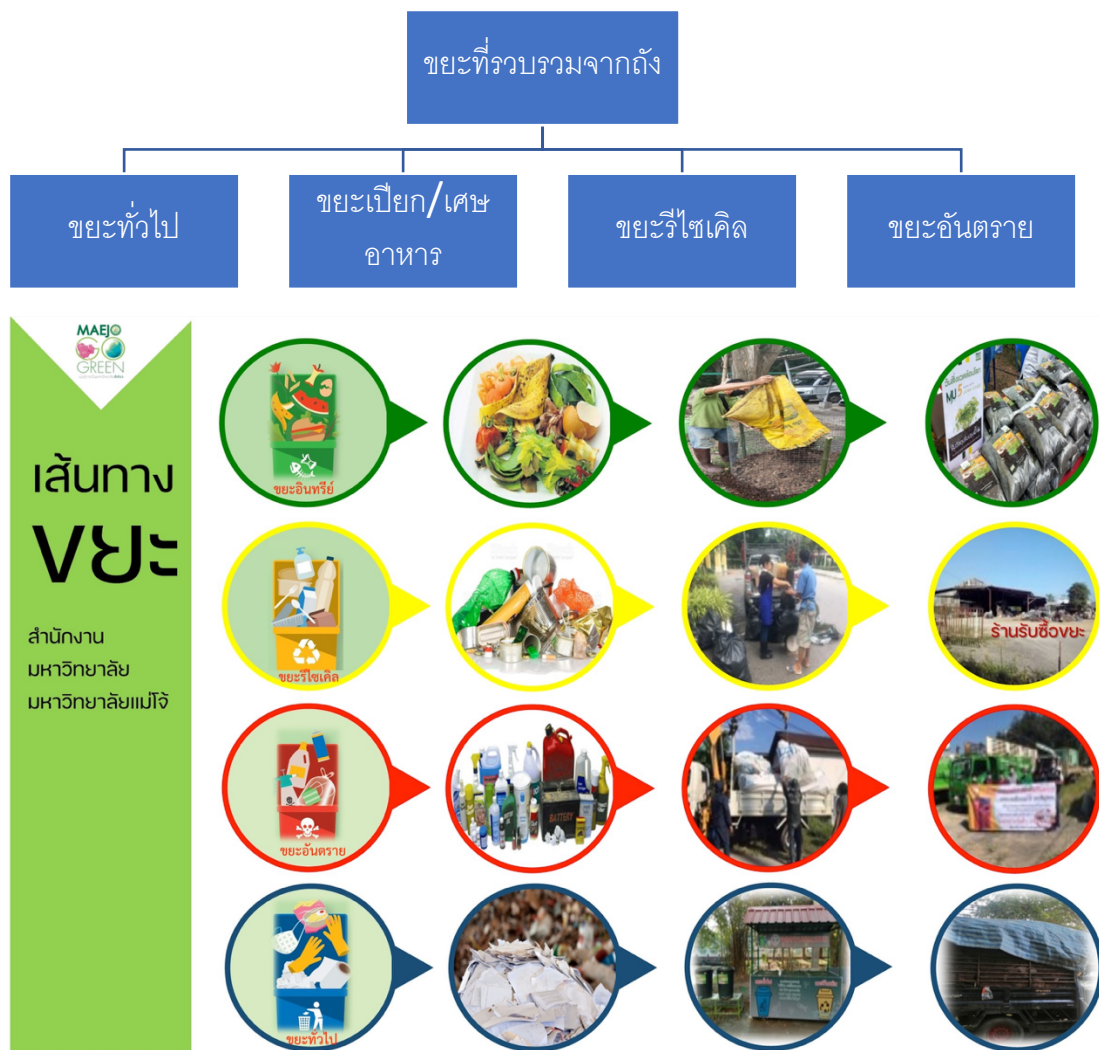 ขยะที่รวบรวมจากถัง
ขยะทั่วไป
ขยะเปียก/เศษ
อาหาร
ขยะรีไซเคิล
ขยะอันตราย
MAEJO
GO
GREEN
เส้นทาง
ขยะ
สำนักงาน
มหาวิทยาลัย
มหาวิทยาลัยแม่โจ้
ขยะอินทรีย์
MJU
ขยะรีไซเคิล
ร้านรับซื้อขยะ
ขยะอันตราย
BATTERY
ขยะทั่วไป